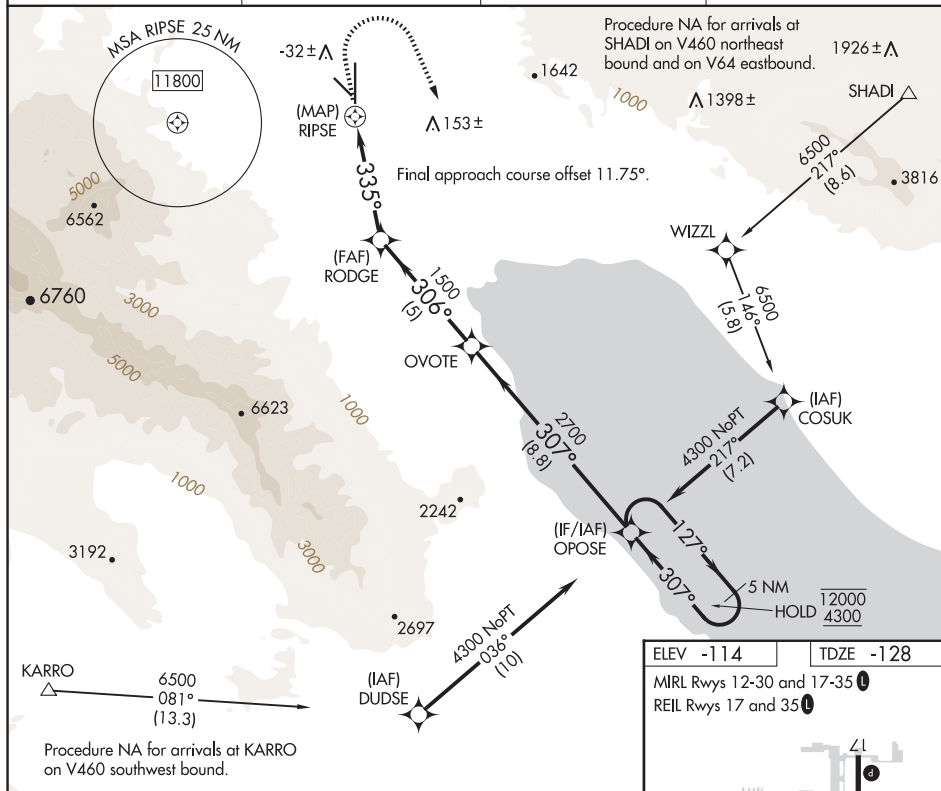 MSA RIPSE 25 NM
11800
-32±
(MAP)
RIPSE
153±
1642
Procedure NA for arrivals at
SHADI on V460 northeast
bound and on V64 eastbound.
1926±
1000
1398±
SHADI
6500
217°
(8.6)
3816
Final approach course offset 11.75°.
335°
5000
6562
WIZZL
(FAF)
RODGE
1500
306°
(5)
6500
146°
(5.8)
6760
3000
OVOTE
5000
6623
1000
(IAF)
COSUK
2700
307°
(8.8)
4300 NoPT
217°
(7.2)
1000
2242
(IF/IAF)
OPOSE
127°
307°
5 NM
HOLD
12000
4300
3192
3000
2697
4300 NoPT
036°
(10)
KARRO
6500
081°
(13.3)
(IAF)
DUDSE
Procedure NA for arrivals at KARRO
on V460 southwest bound.
ELEV -114
TDZE -128
MIRL Rwys 12-30 and 17-35 L
REIL Rwys 17 and 35 L
17
P